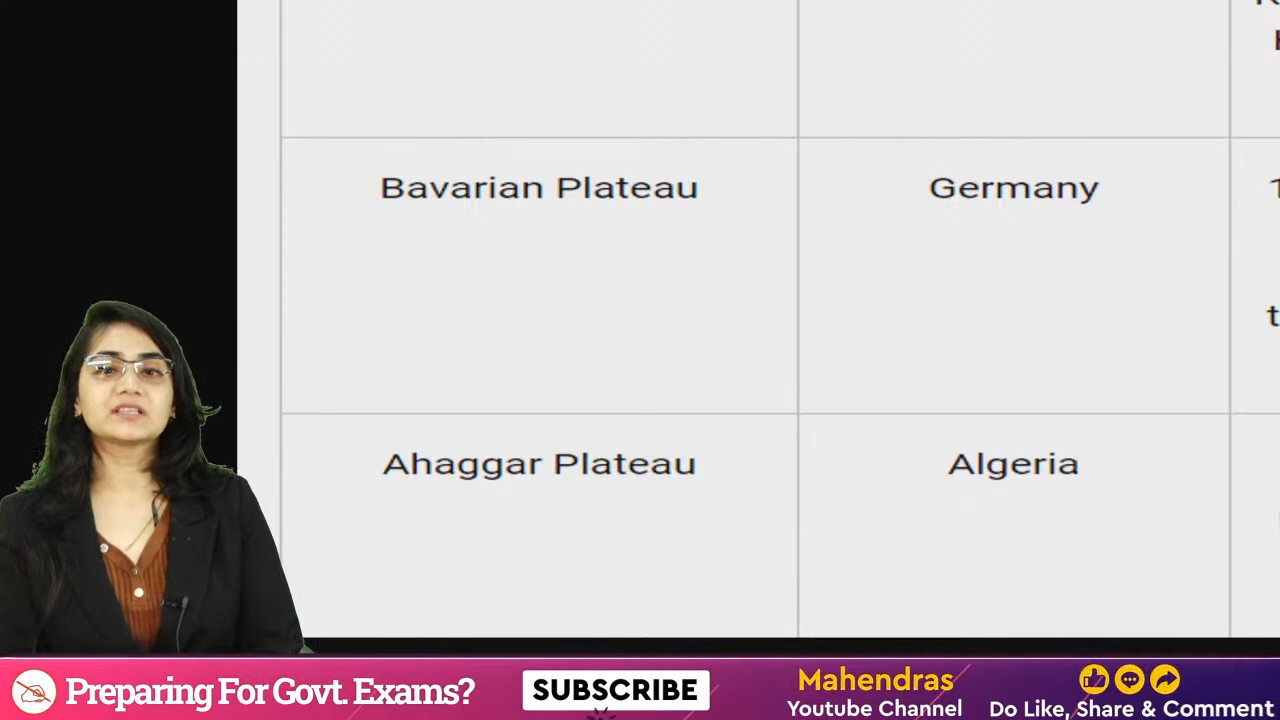 Bavarian Plateau
Germany
Ahaggar Plateau
Algeria
Preparing For Govt. Exams?
SUBSCRIBE
Mahendras
Youtube Channel
Do Like, Share & Comment